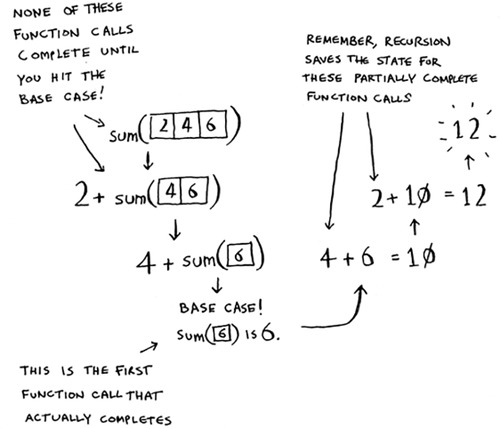 NONE OF THESE
FUNCTION CALLS
COMPLETE UNTIL
YOU HIT THE
BASE CASE!
sum([2|4|6])
2 + sum([4|6])
4 + sum([6])
BASE CASE!
sum([6]) is 6.
THIS IS THE FIRST
FUNCTION CALL THAT
ACTUALLY COMPLETES
REMEMBER, RECURSION
SAVES THE STATE FOR
THESE PARTIALLY COMPLETE
FUNCTION CALLS
12
2 + 10 = 12
4 + 6 = 10